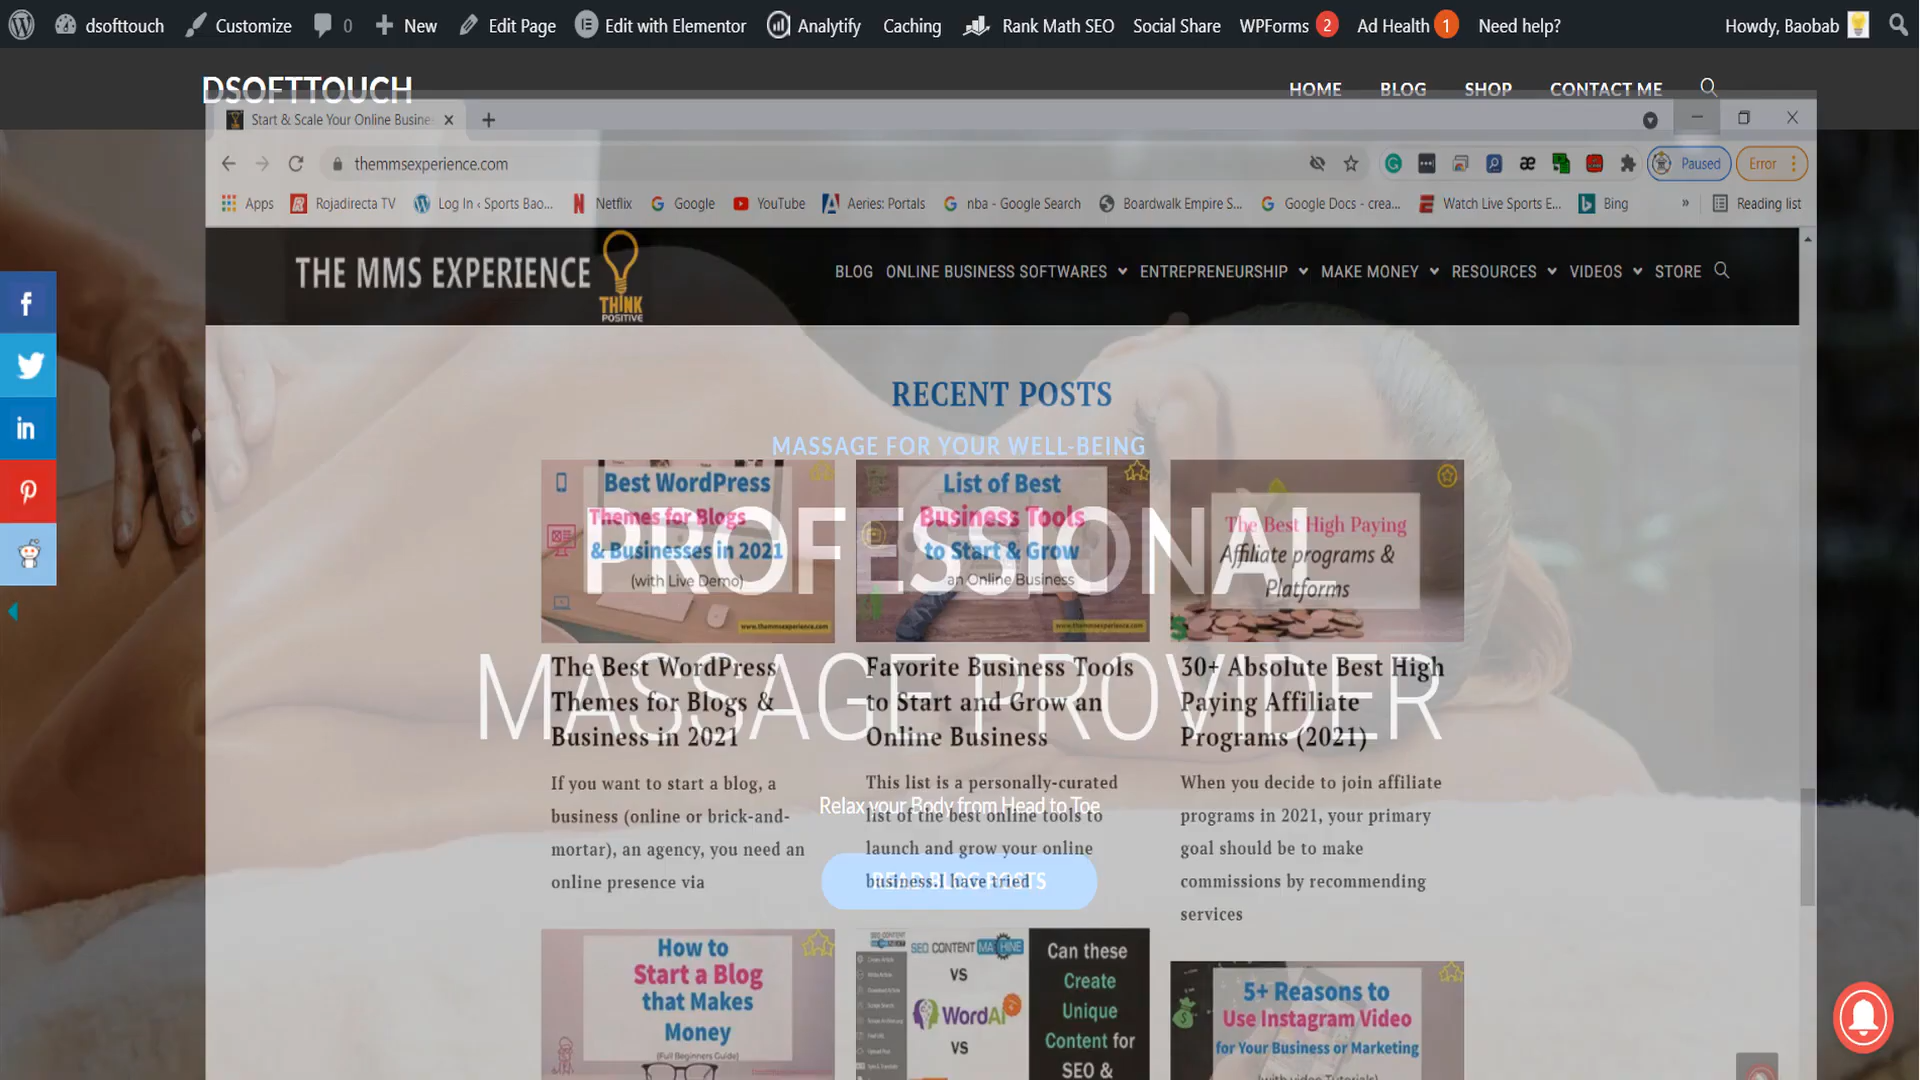 dsofttouch
Customize
0
New
Edit Page
Edit with Elementor
Analytify
Caching
Rank Math SEO
Social Share
WPForms 2
Ad Health 1
Need help?
Howdy, Baobab
DSOFTTOUCH
HOME
BLOG
SHOP
CONTACT ME
Start & Scale Your Online Busine
themmsexperience.com
Paused
Error
Apps
Rojadirecta TV
Log In ‹ Sports Bao...
Netflix
Google
YouTube
Aeries: Portals
nba - Google Search
Boardwalk Empire S...
Google Docs - crea...
Watch Live Sports E...
Bing
»
Reading list
THE MMS EXPERIENCE
THINK
POSITIVE
BLOG
ONLINE BUSINESS SOFTWARES
ENTREPRENEURSHIP
MAKE MONEY
RESOURCES
VIDEOS
STORE
RECENT POSTS
MASSAGE FOR YOUR WELL-BEING
PROFESSIONAL
MASSAGE PROVIDER
Relax your Body from Head to Toe
READ BLOG POSTS
Best WordPress
Themes for Blogs
& Businesses in 2021
(with Live Demo)
www.themmsexperience.com
The Best WordPress
Themes for Blogs &
Business in 2021
If you want to start a blog, a
business (online or brick-and-
mortar), an agency, you need an
online presence via
List of Best
Business Tools
to Start & Grow
an Online Business
www.themmsexperience.com
Favorite Business Tools
to Start and Grow an
Online Business
This list is a personally-curated
list of the best online tools to
launch and grow your online
business.I have tried
The Best High Paying
Affiliate programs &
Platforms
30+ Absolute Best High
Paying Affiliate
Programs (2021)
When you decide to join affiliate
programs in 2021, your primary
goal should be to make
commissions by recommending
services
How to
Start a Blog
that Makes
Money
(Full Beginners Guide)
SEO CONTENT MACHINE
VS
WordAi
VS
Can these
Create
Unique
Content for
SEO &
5+ Reasons to
Use Instagram Video
for Your Business or Marketing
(with video Tutorials)